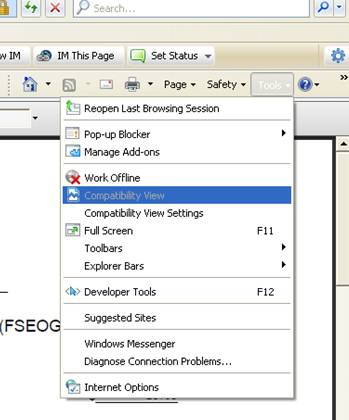 Search...
w IM IM This Page Set Status
Page Safety Tools »
Reopen Last Browsing Session
Pop-up Blocker
Manage Add-ons
Work Offline
Compatibility View
Compatibility View Settings
Full Screen F11
Toolbars
Explorer Bars
Developer Tools F12
(FSEOG
Suggested Sites
Windows Messenger
Diagnose Connection Problems...
Internet Options